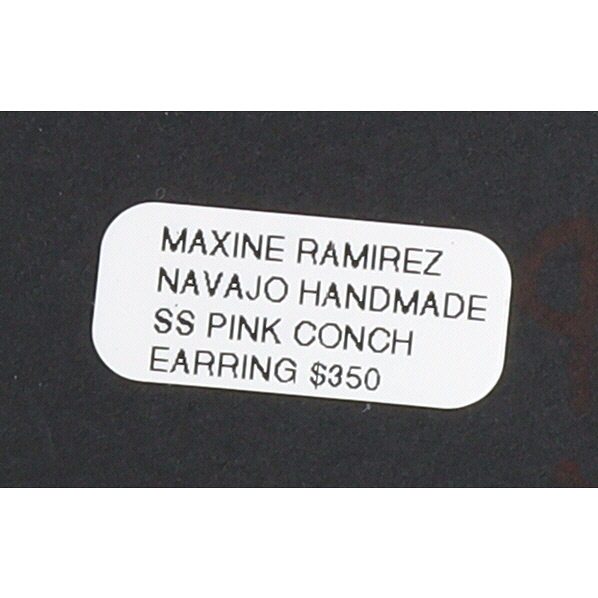 MAXINE RAMIREZ
NAVAJO HANDMADE
SS PINK CONCH
EARRING $350